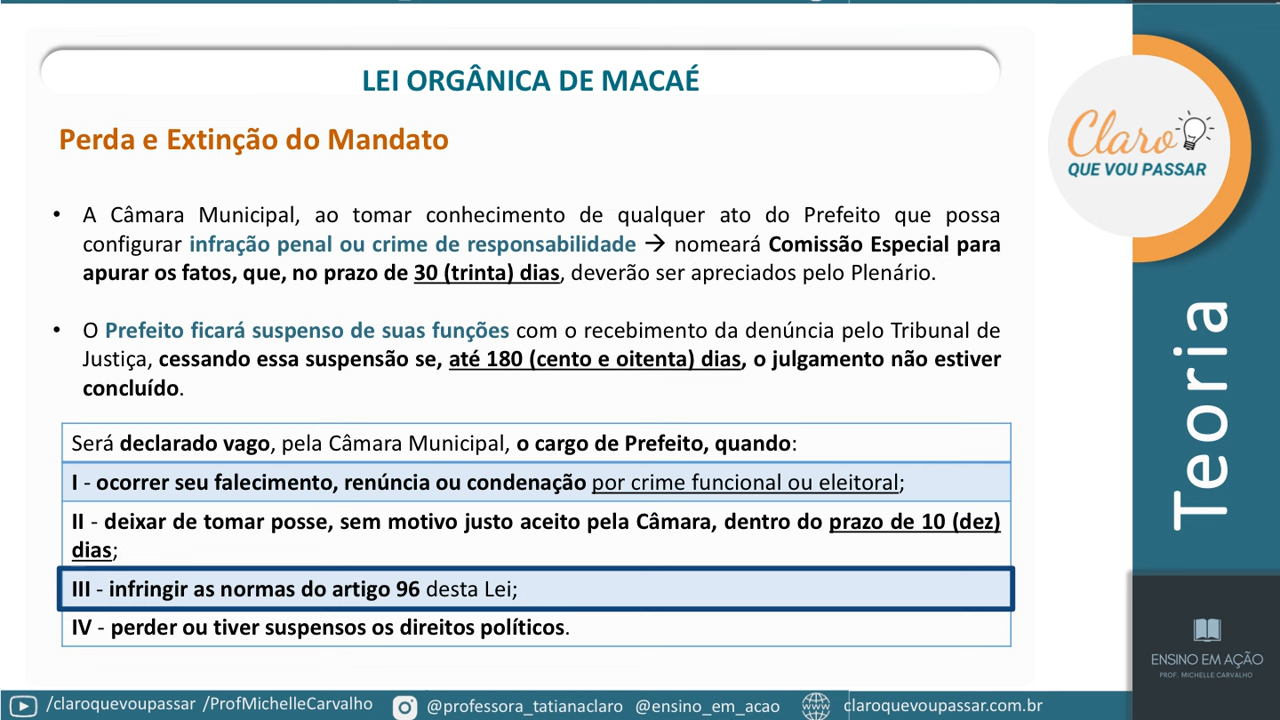 LEI ORGÂNICA DE MACAÉ
Perda e Extinção do Mandato
• A Câmara Municipal, ao tomar conhecimento de qualquer ato do Prefeito que possa
configurar infração penal ou crime de responsabilidade → nomeará Comissão Especial para
apurar os fatos, que, no prazo de 30 (trinta) dias, deverão ser apreciados pelo Plenário.
• O Prefeito ficará suspenso de suas funções com o recebimento da denúncia pelo Tribunal de
Justiça, cessando essa suspensão se, até 180 (cento e oitenta) dias, o julgamento não estiver
concluído.
Será declarado vago, pela Câmara Municipal, o cargo de Prefeito, quando:
I - ocorrer seu falecimento, renúncia ou condenação por crime funcional ou eleitoral;
II - deixar de tomar posse, sem motivo justo aceito pela Câmara, dentro do prazo de 10 (dez)
dias;
III - infringir as normas do artigo 96 desta Lei;
IV - perder ou tiver suspensos os direitos políticos.
Claro
QUE VOU PASSAR
Teoria
ENSINO EM AÇÃO
PROF. MICHELLE CARVALHO
/claroquevoupassar /ProfMichelleCarvalho
@professora_tatianaclaro @ensino_em_acao
claroquevoupassar.com.br